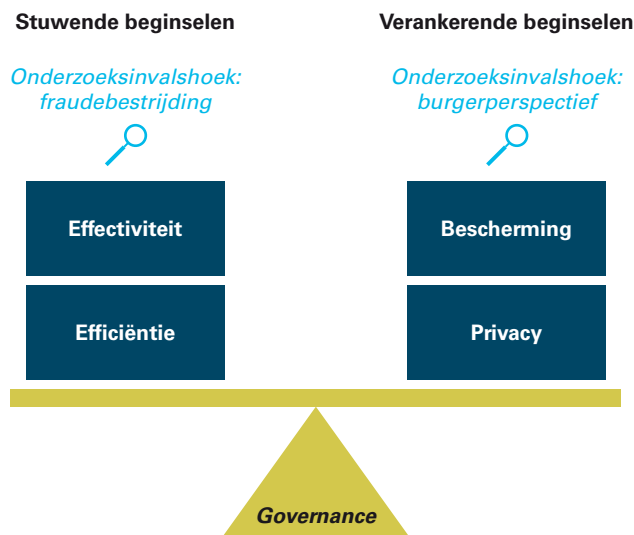 Stuwende beginselen
Onderzoeksinvalshoek:
fraudebestrijding
Effectiviteit
Efficiëntie
Verankerende beginselen
Onderzoeksinvalshoek:
burgerperspectief
Bescherming
Privacy
Governance